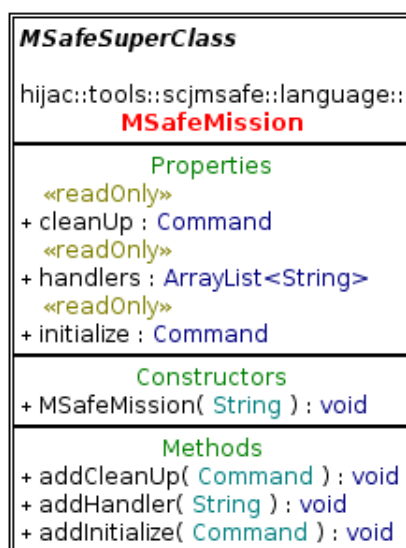 MSafeSuperClass
hijac::tools::scjmsafe::language::
MSafeMission
Properties
«readOnly»
+ cleanUp : Command
«readOnly»
+ handlers : ArrayList<String>
«readOnly»
+ initialize : Command
Constructors
+ MSafeMission( String ) : void
Methods
+ addCleanUp( Command ) : void
+ addHandler( String ) : void
+ addInitialize( Command ) : void